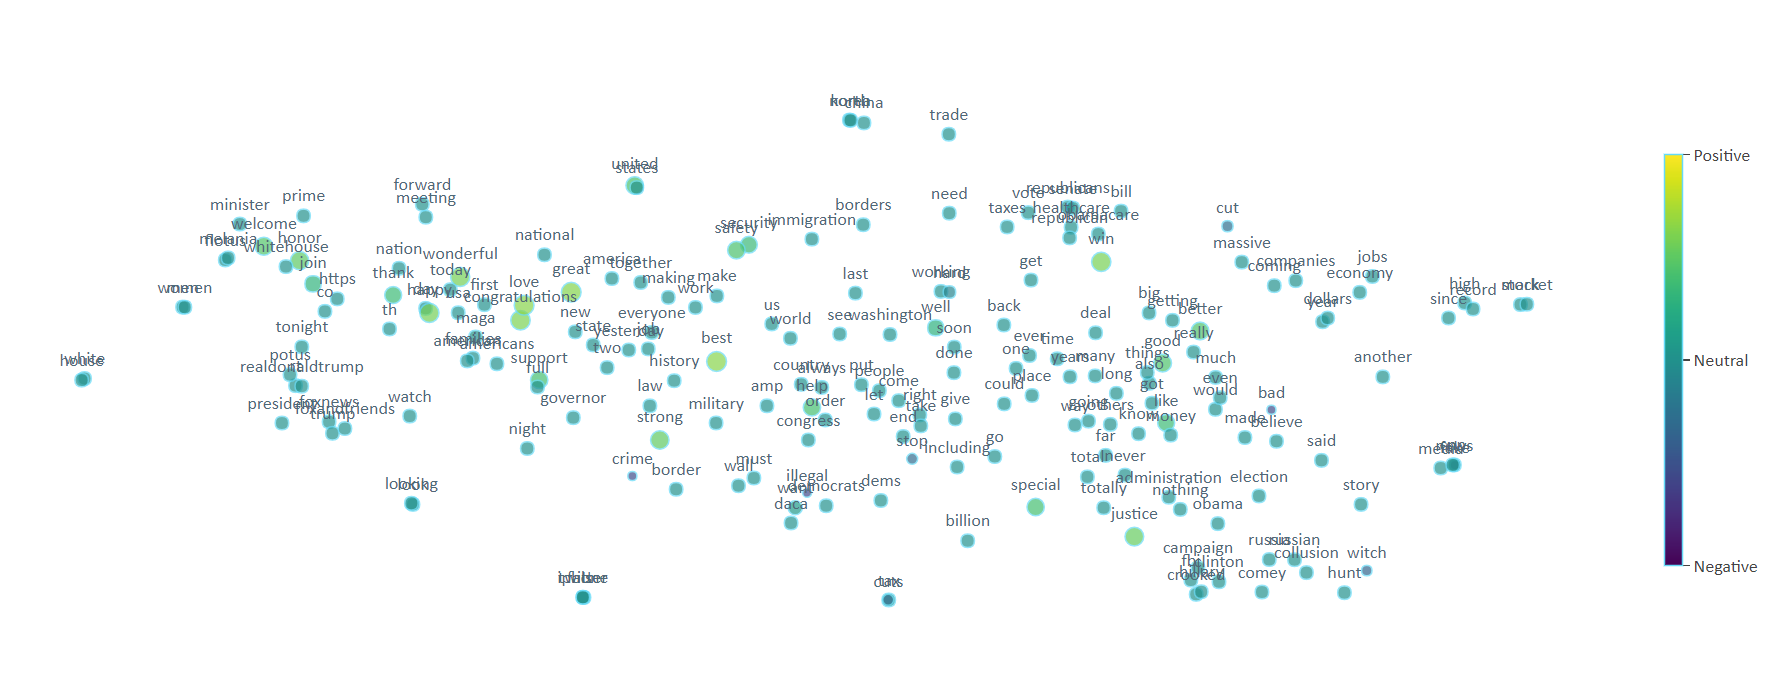 north
korea
china
trade
united
states
forward
meeting
minister
prime
welcome
melania
flotus
honor
whitehouse
join
https
co
nation
thank
wonderful
today
national
security
safety
immigration
borders
need
vote
republicans
senate
bill
taxes
healthcare
obamacare
republican
win
cut
massive
coming
companies
jobs
economy
dollars
year
high
record
since
stock
market
women
men
th
happy
day
usa
first
love
congratulations
great
america
together
making
make
work
last
working
hard
get
us
world
see
washington
well
soon
back
big
getting
better
deal
really
good
tonight
maga
american
families
americans
new
state
everyone
yesterday
job
two
best
done
ever
one
time
years
many
things
also
much
another
white
house
potus
realdonaldtrump
support
full
history
country
always
put
people
come
could
place
long
got
even
would
president
foxnews
foxandfriends
trump
watch
governor
law
military
amp
help
order
let
right
take
give
way
going
others
like
know
money
bad
made
believe
night
strong
congress
end
stop
including
go
far
said
crime
border
wall
must
illegal
want
democrats
daca
dems
never
total
totally
administration
nothing
election
obama
story
news
fake
media
looking
look
special
justice
billion
campaign
fbi
clinton
hillary
crooked
russia
russian
collusion
comey
witch
hunt
tax
cuts
Positive
Neutral
Negative